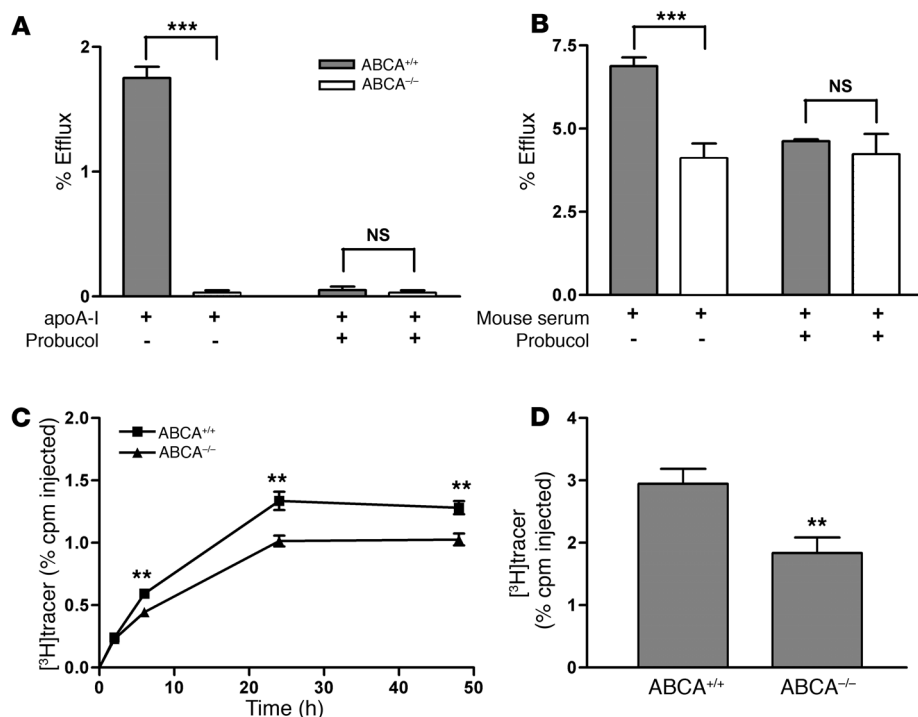 A
***
2
ABCA⁺/⁺
ABCA⁻/⁻
% Efflux
1
NS
0
apoA-I + + + +
Probucol - - + +
B
***
7.5
NS
% Efflux
5.0
2.5
0.0
Mouse serum + + + +
Probucol - - + +
C
2.0
ABCA⁺/⁺
ABCA⁻/⁻
[³H]tracer (% cpm injected)
1.5
**
**
1.0
**
0.5
0.0
0 10 20 30 40 50
Time (h)
D
4
[³H]tracer
(% cpm injected)
3
**
2
1
0
ABCA⁺/⁺ ABCA⁻/⁻